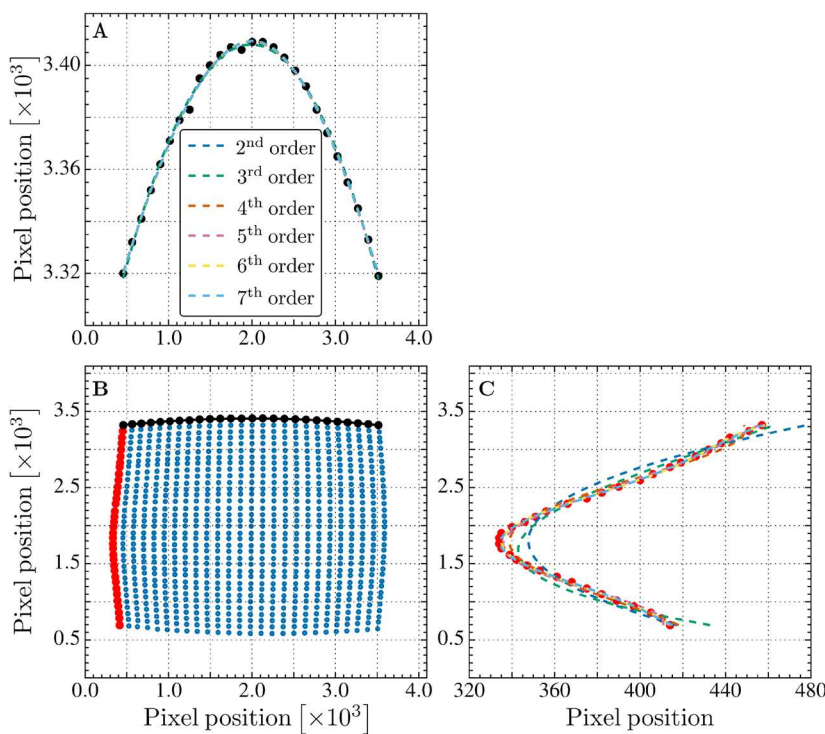 A
Pixel position [×10³]
3.40
3.36
3.32
2ⁿᵈ order
3ʳᵈ order
4ᵗʰ order
5ᵗʰ order
6ᵗʰ order
7ᵗʰ order
0.0 1.0 2.0 3.0 4.0
B
Pixel position [×10³]
3.5
2.5
1.5
0.5
0.0 1.0 2.0 3.0 4.0
Pixel position [×10³]
C
3.5
2.5
1.5
0.5
320 360 400 440 480
Pixel position